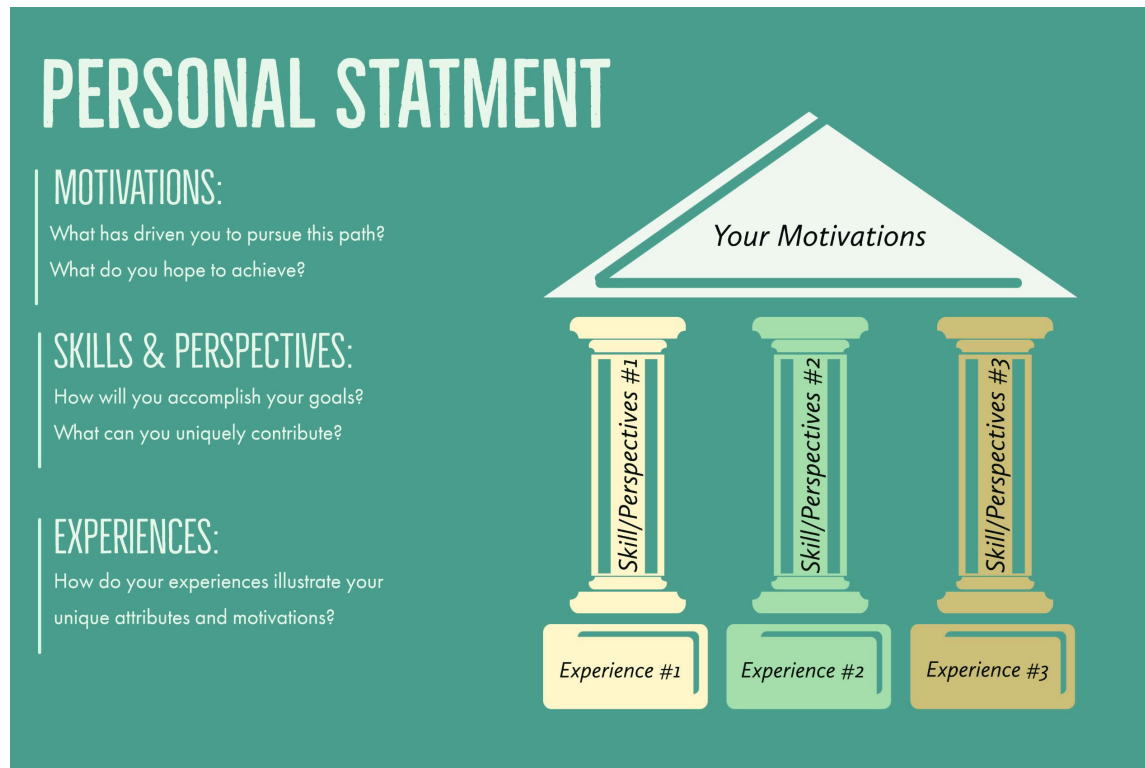 PERSONAL STATMENT
MOTIVATIONS:
What has driven you to pursue this path?
What do you hope to achieve?
SKILLS & PERSPECTIVES:
How will you accomplish your goals?
What can you uniquely contribute?
EXPERIENCES:
How do your experiences illustrate your
unique attributes and motivations?
Your Motivations
Skill/Perspectives #1
Skill/Perspectives #2
Skill/Perspectives #3
Experience #1
Experience #2
Experience #3